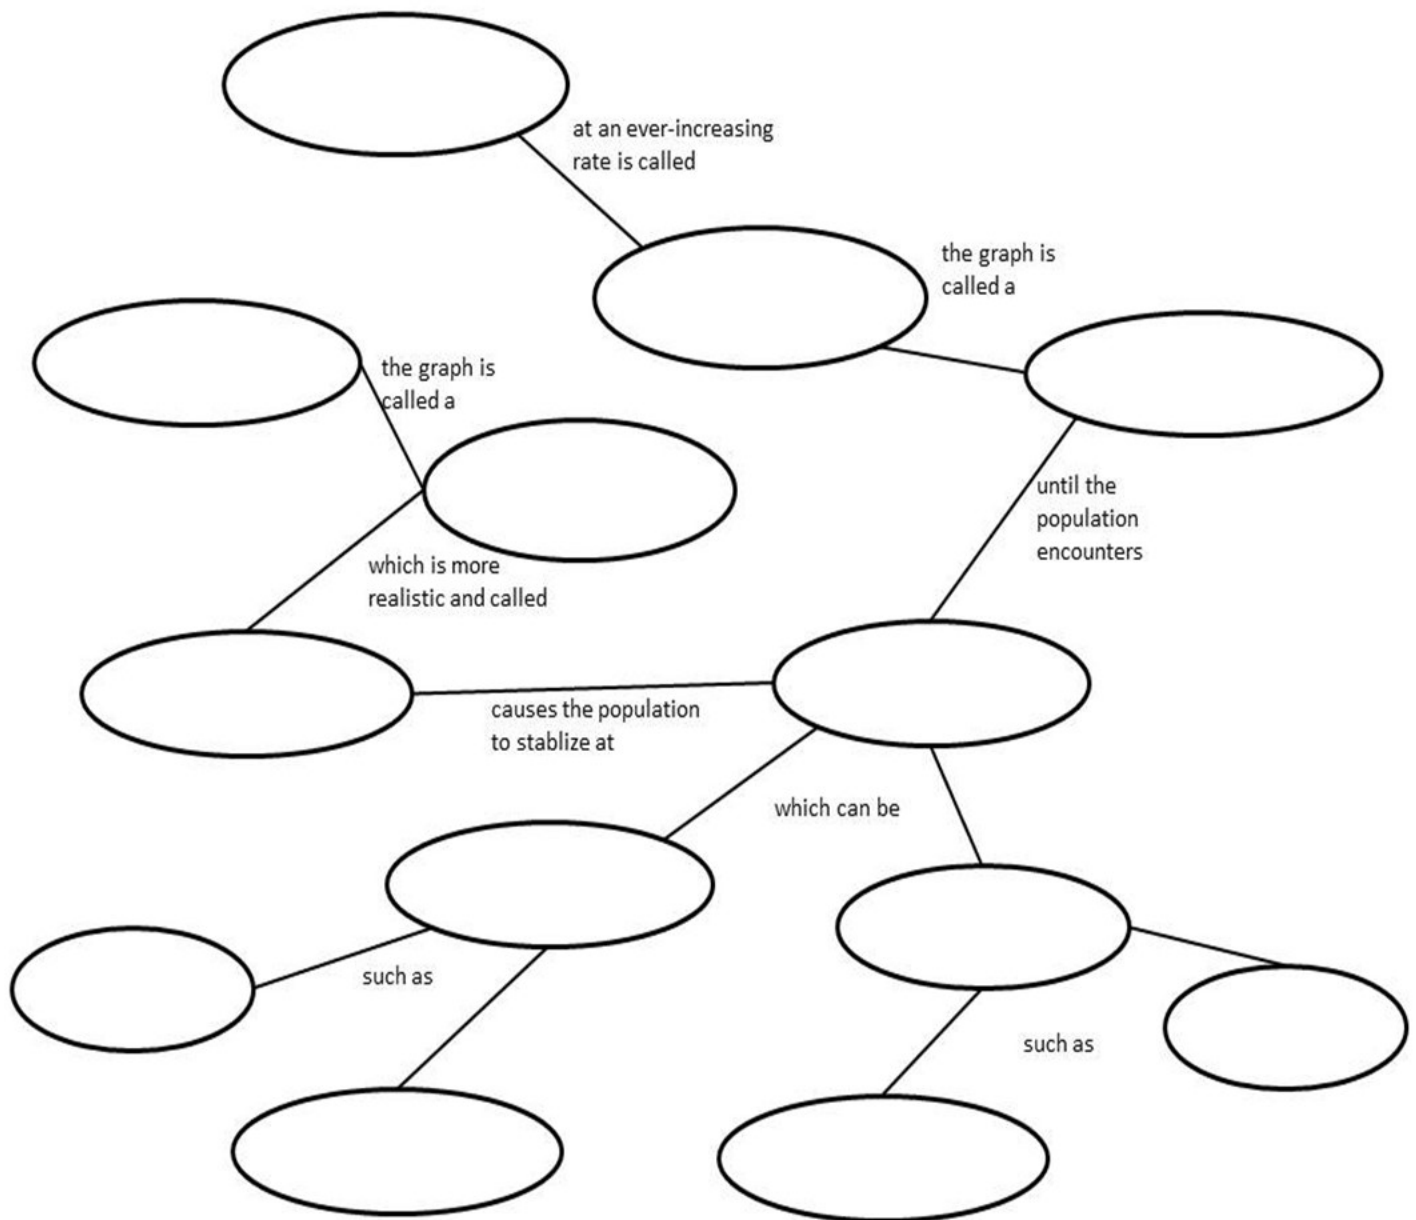 at an ever-increasing
rate is called
the graph is
called a
the graph is
called a
until the
population
encounters
which is more
realistic and called
causes the population
to stablize at
which can be
such as
such as